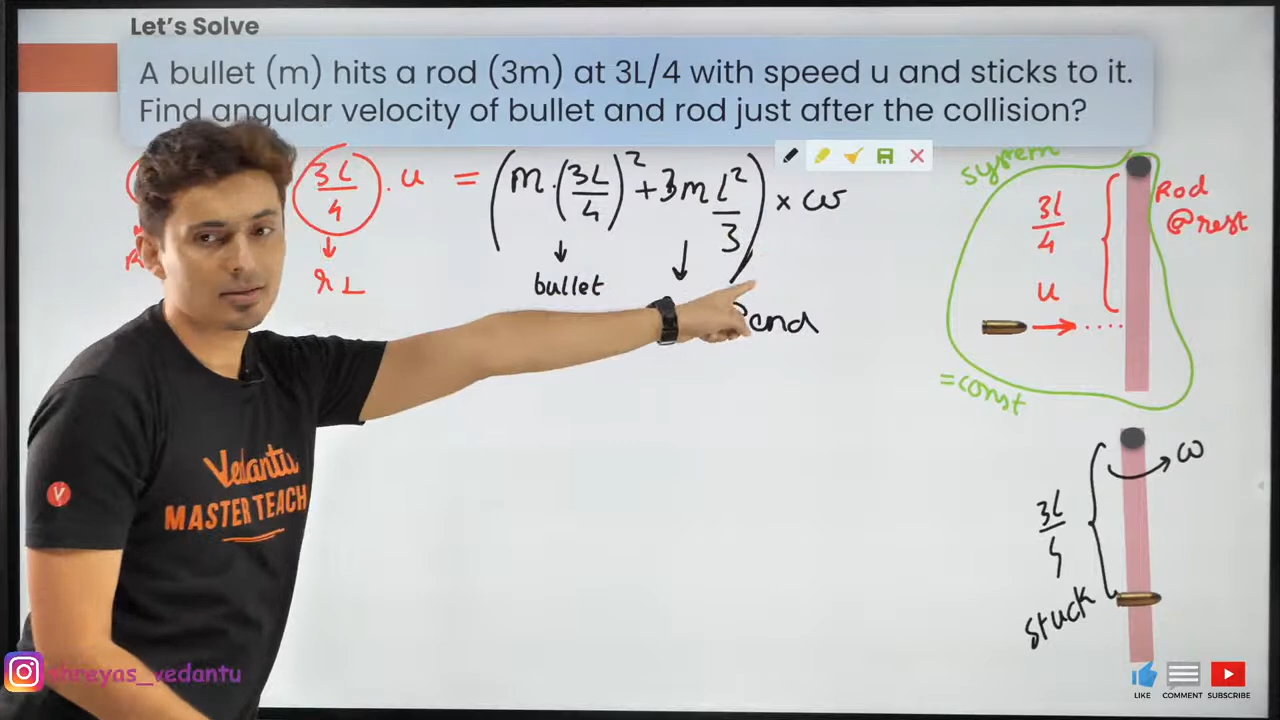 Let's Solve
A bullet (m) hits a rod (3m) at 3L/4 with speed u and sticks to it.
Find angular velocity of bullet and rod just after the collision?
3L/4 . u = (m . (3L/4)² + 3m L²/3) × ω
r⊥
bullet
end
system
Rod
@rest
3L/4
u
=const
ω
3L/4
stuck
Vedantu
MASTER TEACH
V
shreyas_vedantu
LIKE COMMENT SUBSCRIBE